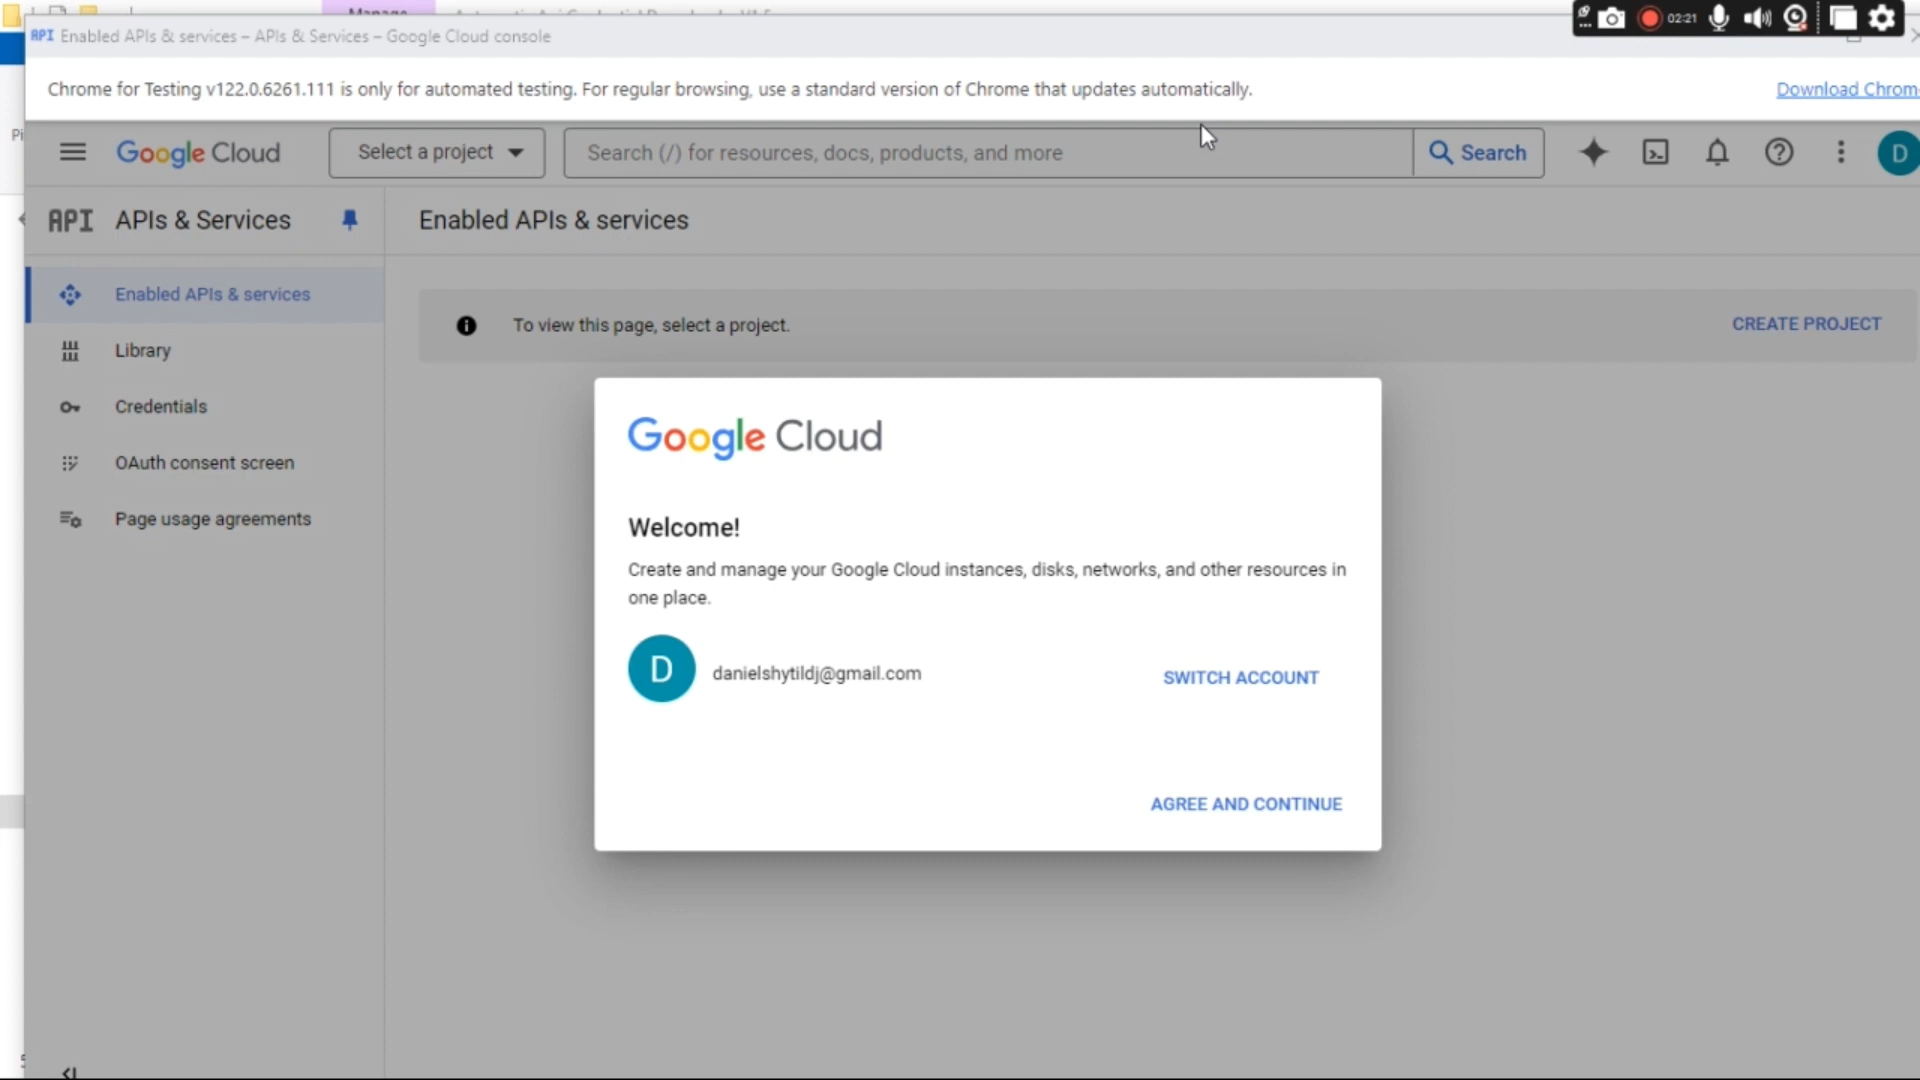 Manage
API Enabled APIs & services – APIs & Services – Google Cloud console
02:21
Chrome for Testing v122.0.6261.111 is only for automated testing. For regular browsing, use a standard version of Chrome that updates automatically.
Download Chrome
Google Cloud
Select a project
Search (/) for resources, docs, products, and more
Search
D
API APIs & Services
Enabled APIs & services
Enabled APIs & services
Library
Credentials
OAuth consent screen
Page usage agreements
To view this page, select a project.
CREATE PROJECT
Google Cloud
Welcome!
Create and manage your Google Cloud instances, disks, networks, and other resources in
one place.
D
danielshytildj@gmail.com
SWITCH ACCOUNT
AGREE AND CONTINUE